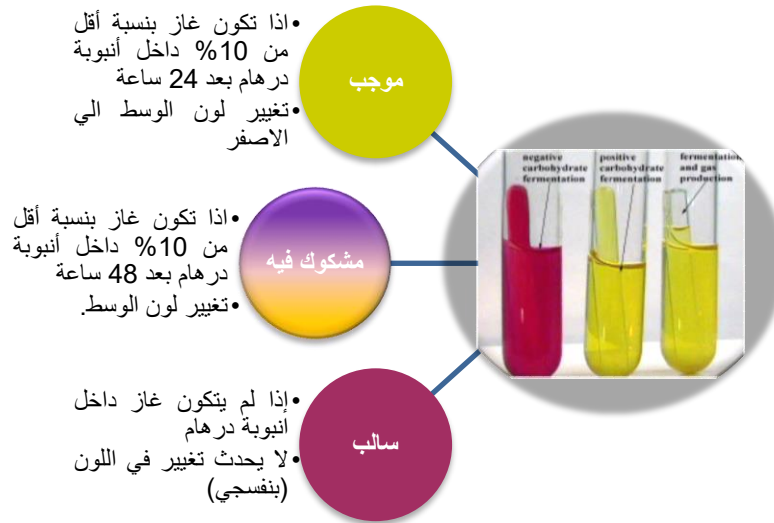 •اذا تكون غاز بنسبة أقل
من 10% داخل أنبوبة
درهام بعد 24 ساعة
•تغيير لون الوسط الي
الاصفر
موجب
•اذا تكون غاز بنسبة أقل
من 10% داخل أنبوبة
درهام بعد 48 ساعة
•تغيير لون الوسط.
مشكوك فيه
•إذا لم يتكون غاز داخل
انبوبة درهام
•لا يحدث تغيير في اللون
(بنفسجي)
سالب
negative
carbohydrate
fermentation
positive
carbohydrate
fermentation
fermentation
and gas
production